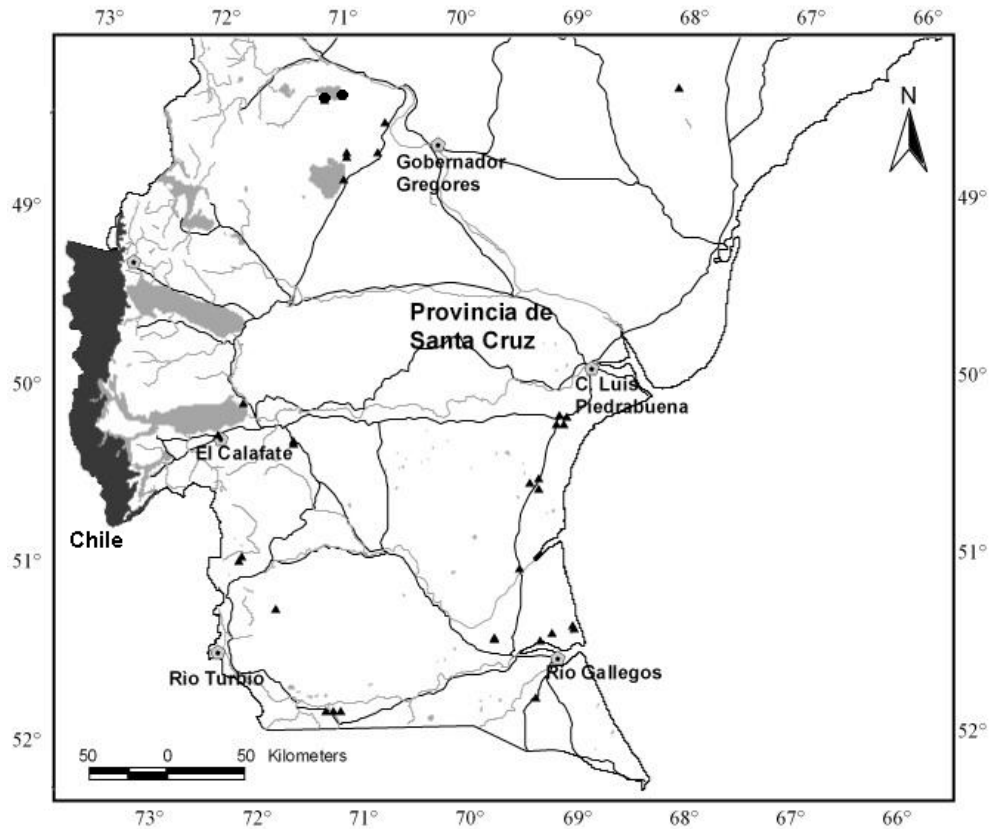 73° 72° 71° 70° 69° 68° 67° 66°
N
Gobernador
Gregores
49° 49°
Provincia de
Santa Cruz
50° 50°
C. Luis
Piedrabuena
El Calafate
Chile
51° 51°
Rìo Turbio
Rìo Gallegos
52° 52°
50 0 50 Kilometers
73° 72° 71° 70° 69° 68° 67° 66°